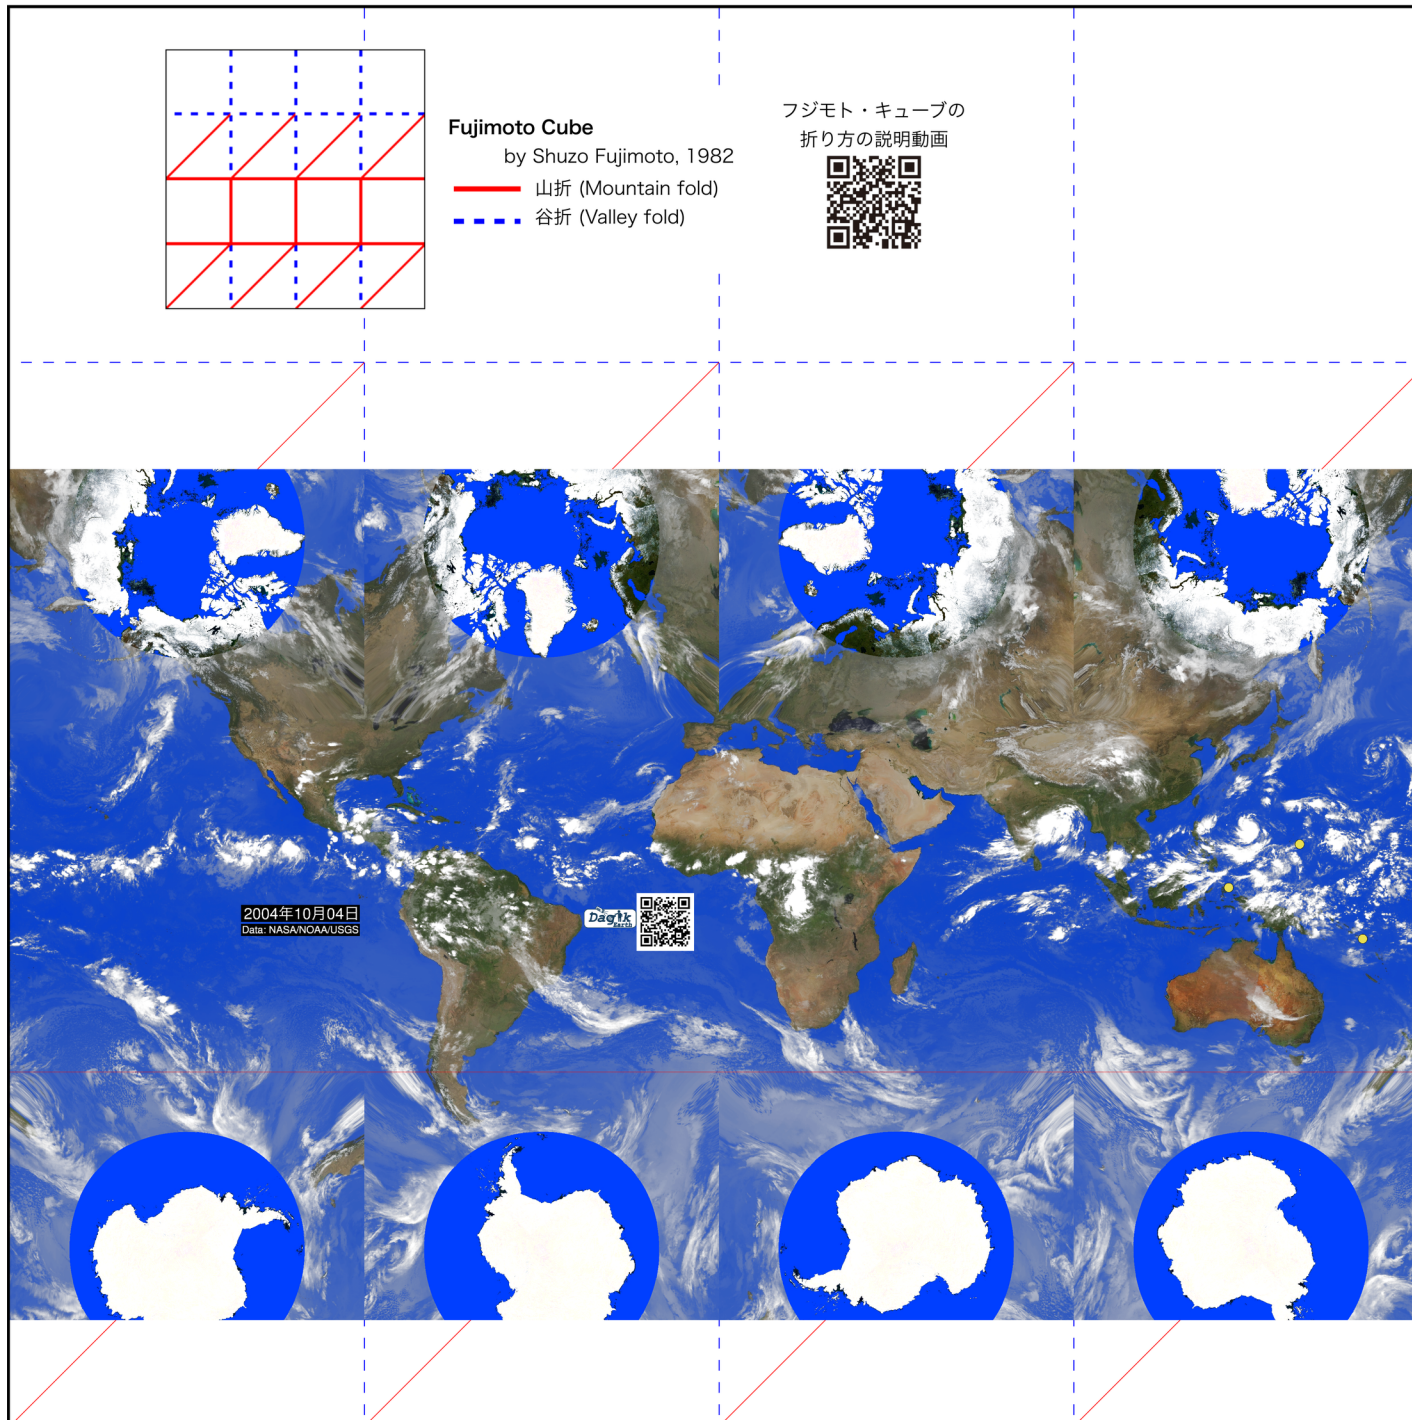 Fujimoto Cube
by Shuzo Fujimoto, 1982
山折 (Mountain fold)
谷折 (Valley fold)
フジモト・キューブの
折り方の説明動画
2004年10月04日
Data: NASA/NOAA/USGS
Dagik
Earth